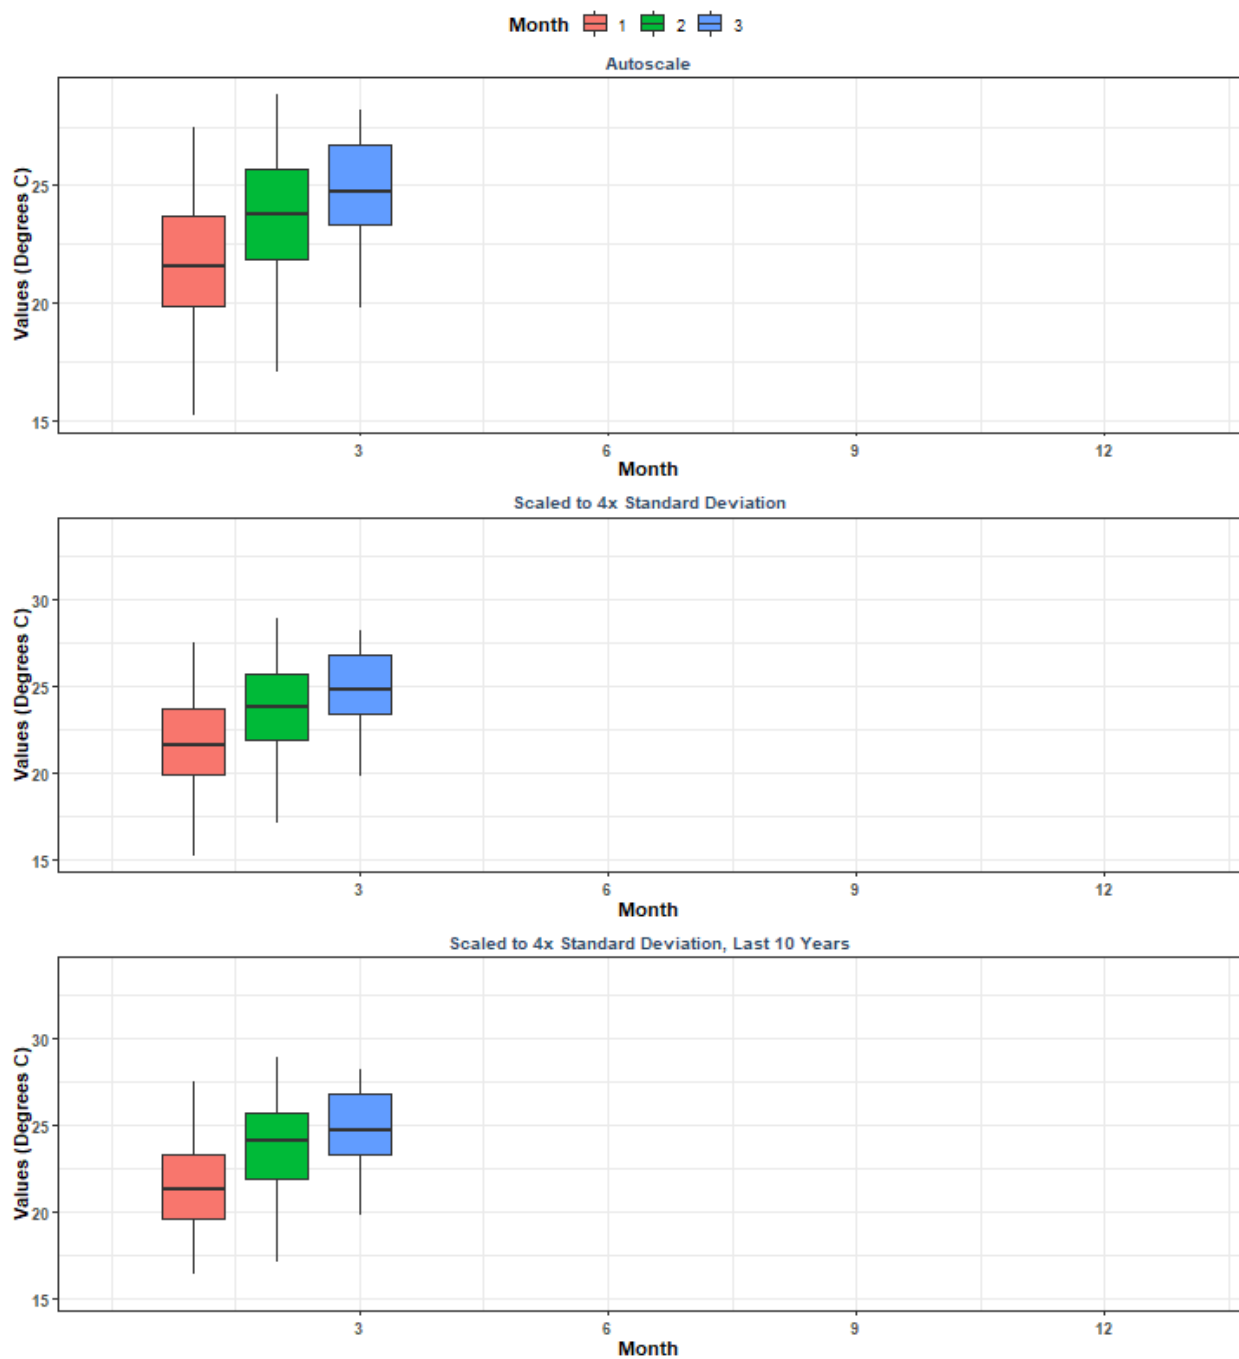 Month 1 2 3
Autoscale
Values (Degrees C)
25
20
15
3 6 9 12
Month
Scaled to 4x Standard Deviation
Values (Degrees C)
30
25
20
15
3 6 9 12
Month
Scaled to 4x Standard Deviation, Last 10 Years
Values (Degrees C)
30
25
20
15
3 6 9 12
Month